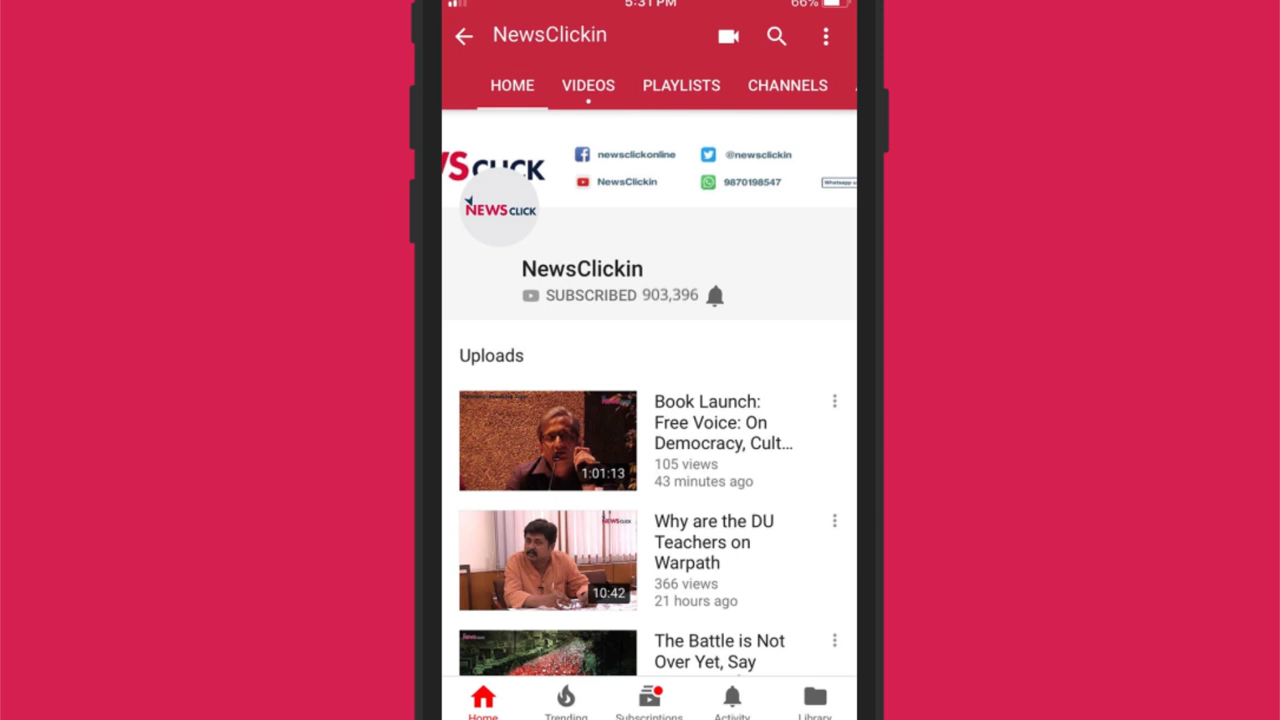 5:31 PM
66%
NewsClickin
HOME
VIDEOS
PLAYLISTS
CHANNELS
WS CLICK
newsclickonline
@newsclickin
NewsClickin
9870198547
Whatsapp
NEWS CLICK
NewsClickin
SUBSCRIBED 903,396
Uploads
Book Launch:
Free Voice: On
Democracy, Cult...
105 views
43 minutes ago
1:01:13
Why are the DU
Teachers on
Warpath
366 views
21 hours ago
NEWSCLICK
10:42
The Battle is Not
Over Yet, Say
Home
Trending
Subscriptions
Activity
Library